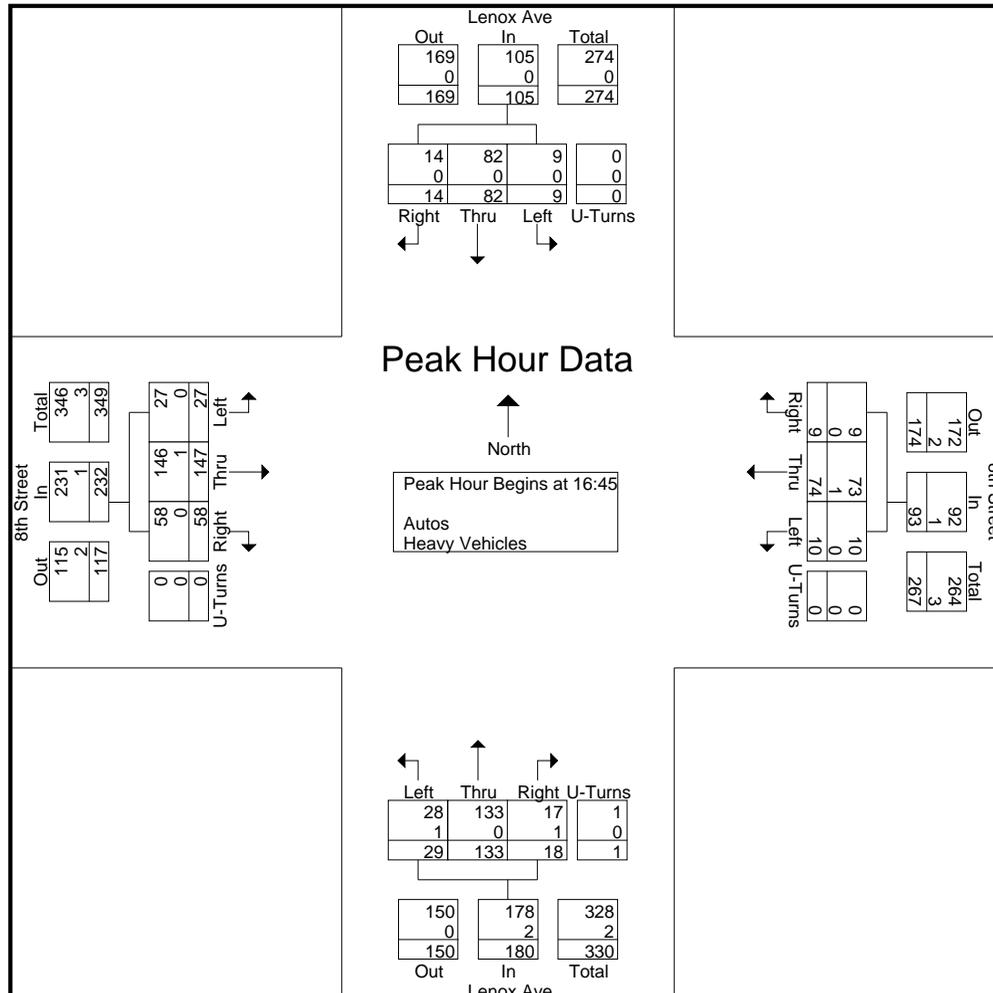 Lenox Ave
Out In Total
169 105 274
0 0 0
169 105 274
14 82 9 0
0 0 0 0
14 82 9 0
Right Thru Left U-Turns
Peak Hour Data
North
Peak Hour Begins at 16:45
Autos
Heavy Vehicles
8th Street
Total In Out
346 231 115
3 1 2
349 232 117
27 146 58 0
0 1 0 0
27 147 58 0
Left Thru Right U-Turns
Right Thru Left U-Turns
9 73 10 0
0 1 0 0
9 74 10 0
Out In Total
172 92 264
2 1 3
174 93 267
Street
Left Thru Right U-Turns
28 133 17 1
1 0 1 0
29 133 18 1
150 178 328
0 2 2
150 180 330
Out In Total
Lenox Ave